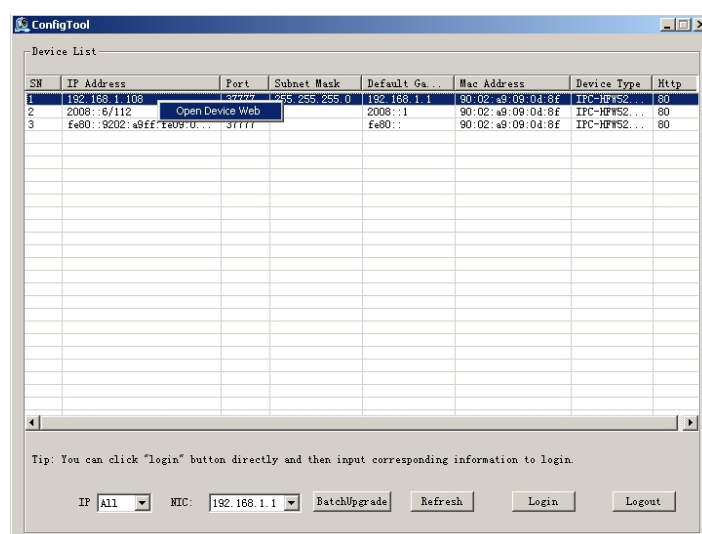 ConfigTool
Device List
SN IP Address Port Subnet Mask Default Ga... Mac Address Device Type Http
1 192.168.1.108 37777 255.255.255.0 192.168.1.1 90:02:a9:09:0d:8f IPC-HFW52... 80
2 2008::6/112 Open Device Web 2008::1 90:02:a9:09:0d:8f IPC-HFW52... 80
3 fe80::9202:a9ff:fe09:0... 37777 fe80:: 90:02:a9:09:0d:8f IPC-HFW52... 80
Tip: You can click "login" button directly and then input corresponding information to login.
IP All NIC: 192.168.1.1 BatchUpgrade Refresh Login Logout